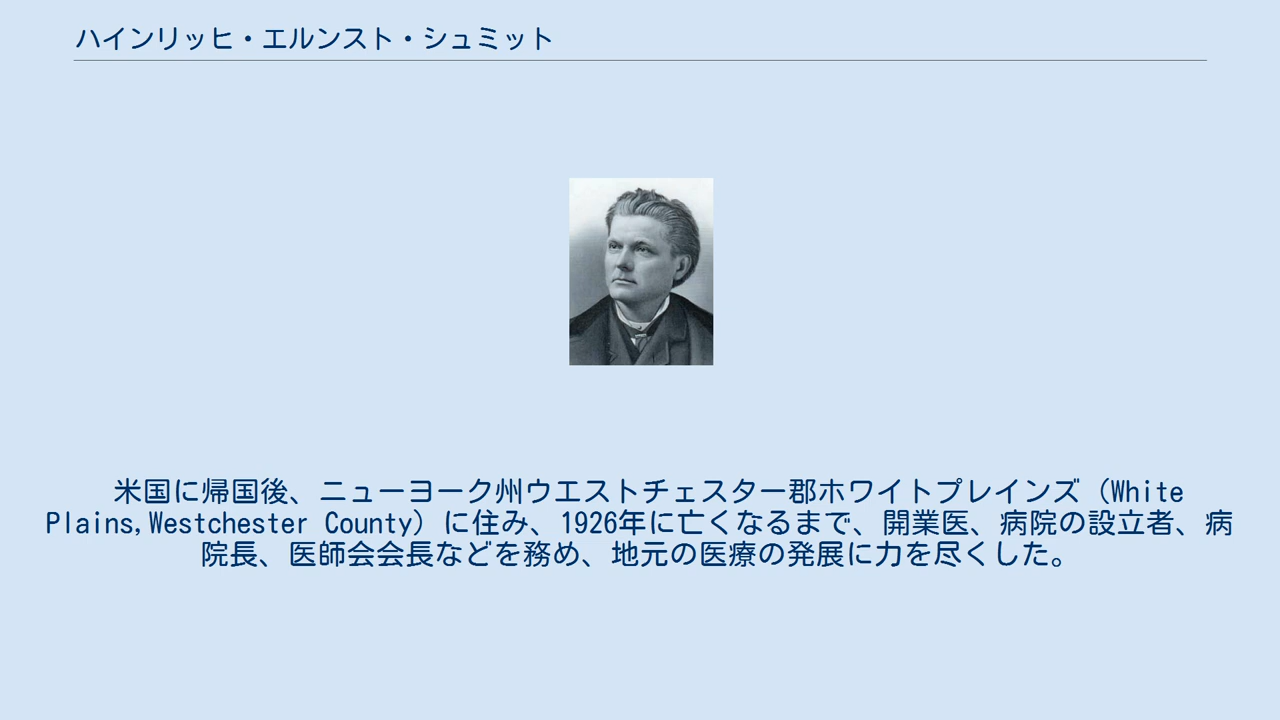 ハインリッヒ・エルンスト・シュミット
米国に帰国後、ニューヨーク州ウエストチェスター郡ホワイトプレインズ（White
Plains,Westchester County）に住み、1926年に亡くなるまで、開業医、病院の設立者、病
院長、医師会会長などを務め、地元の医療の発展に力を尽くした。